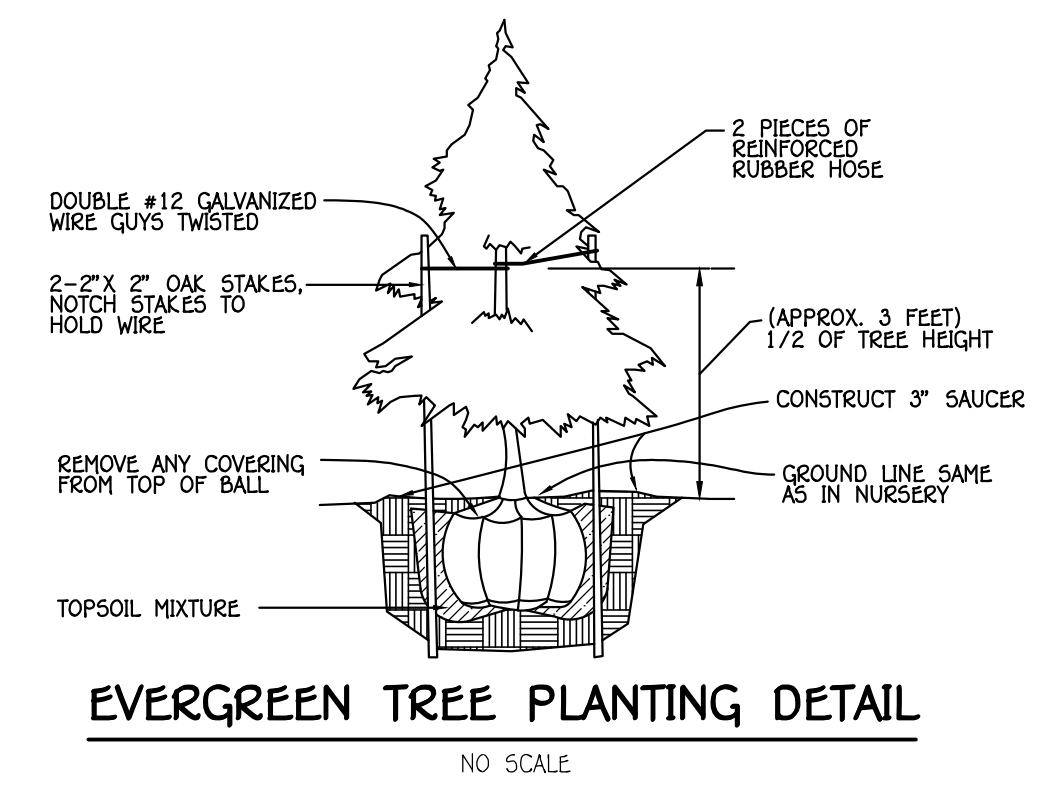 2 PIECES OF
REINFORCED
RUBBER HOSE
DOUBLE #12 GALVANIZED
WIRE GUYS TWISTED
2-2"X 2" OAK STAKES,
NOTCH STAKES TO
HOLD WIRE
(APPROX. 3 FEET)
1/2 OF TREE HEIGHT
CONSTRUCT 3" SAUCER
REMOVE ANY COVERING
FROM TOP OF BALL
GROUND LINE SAME
AS IN NURSERY
TOPSOIL MIXTURE
EVERGREEN TREE PLANTING DETAIL
NO SCALE